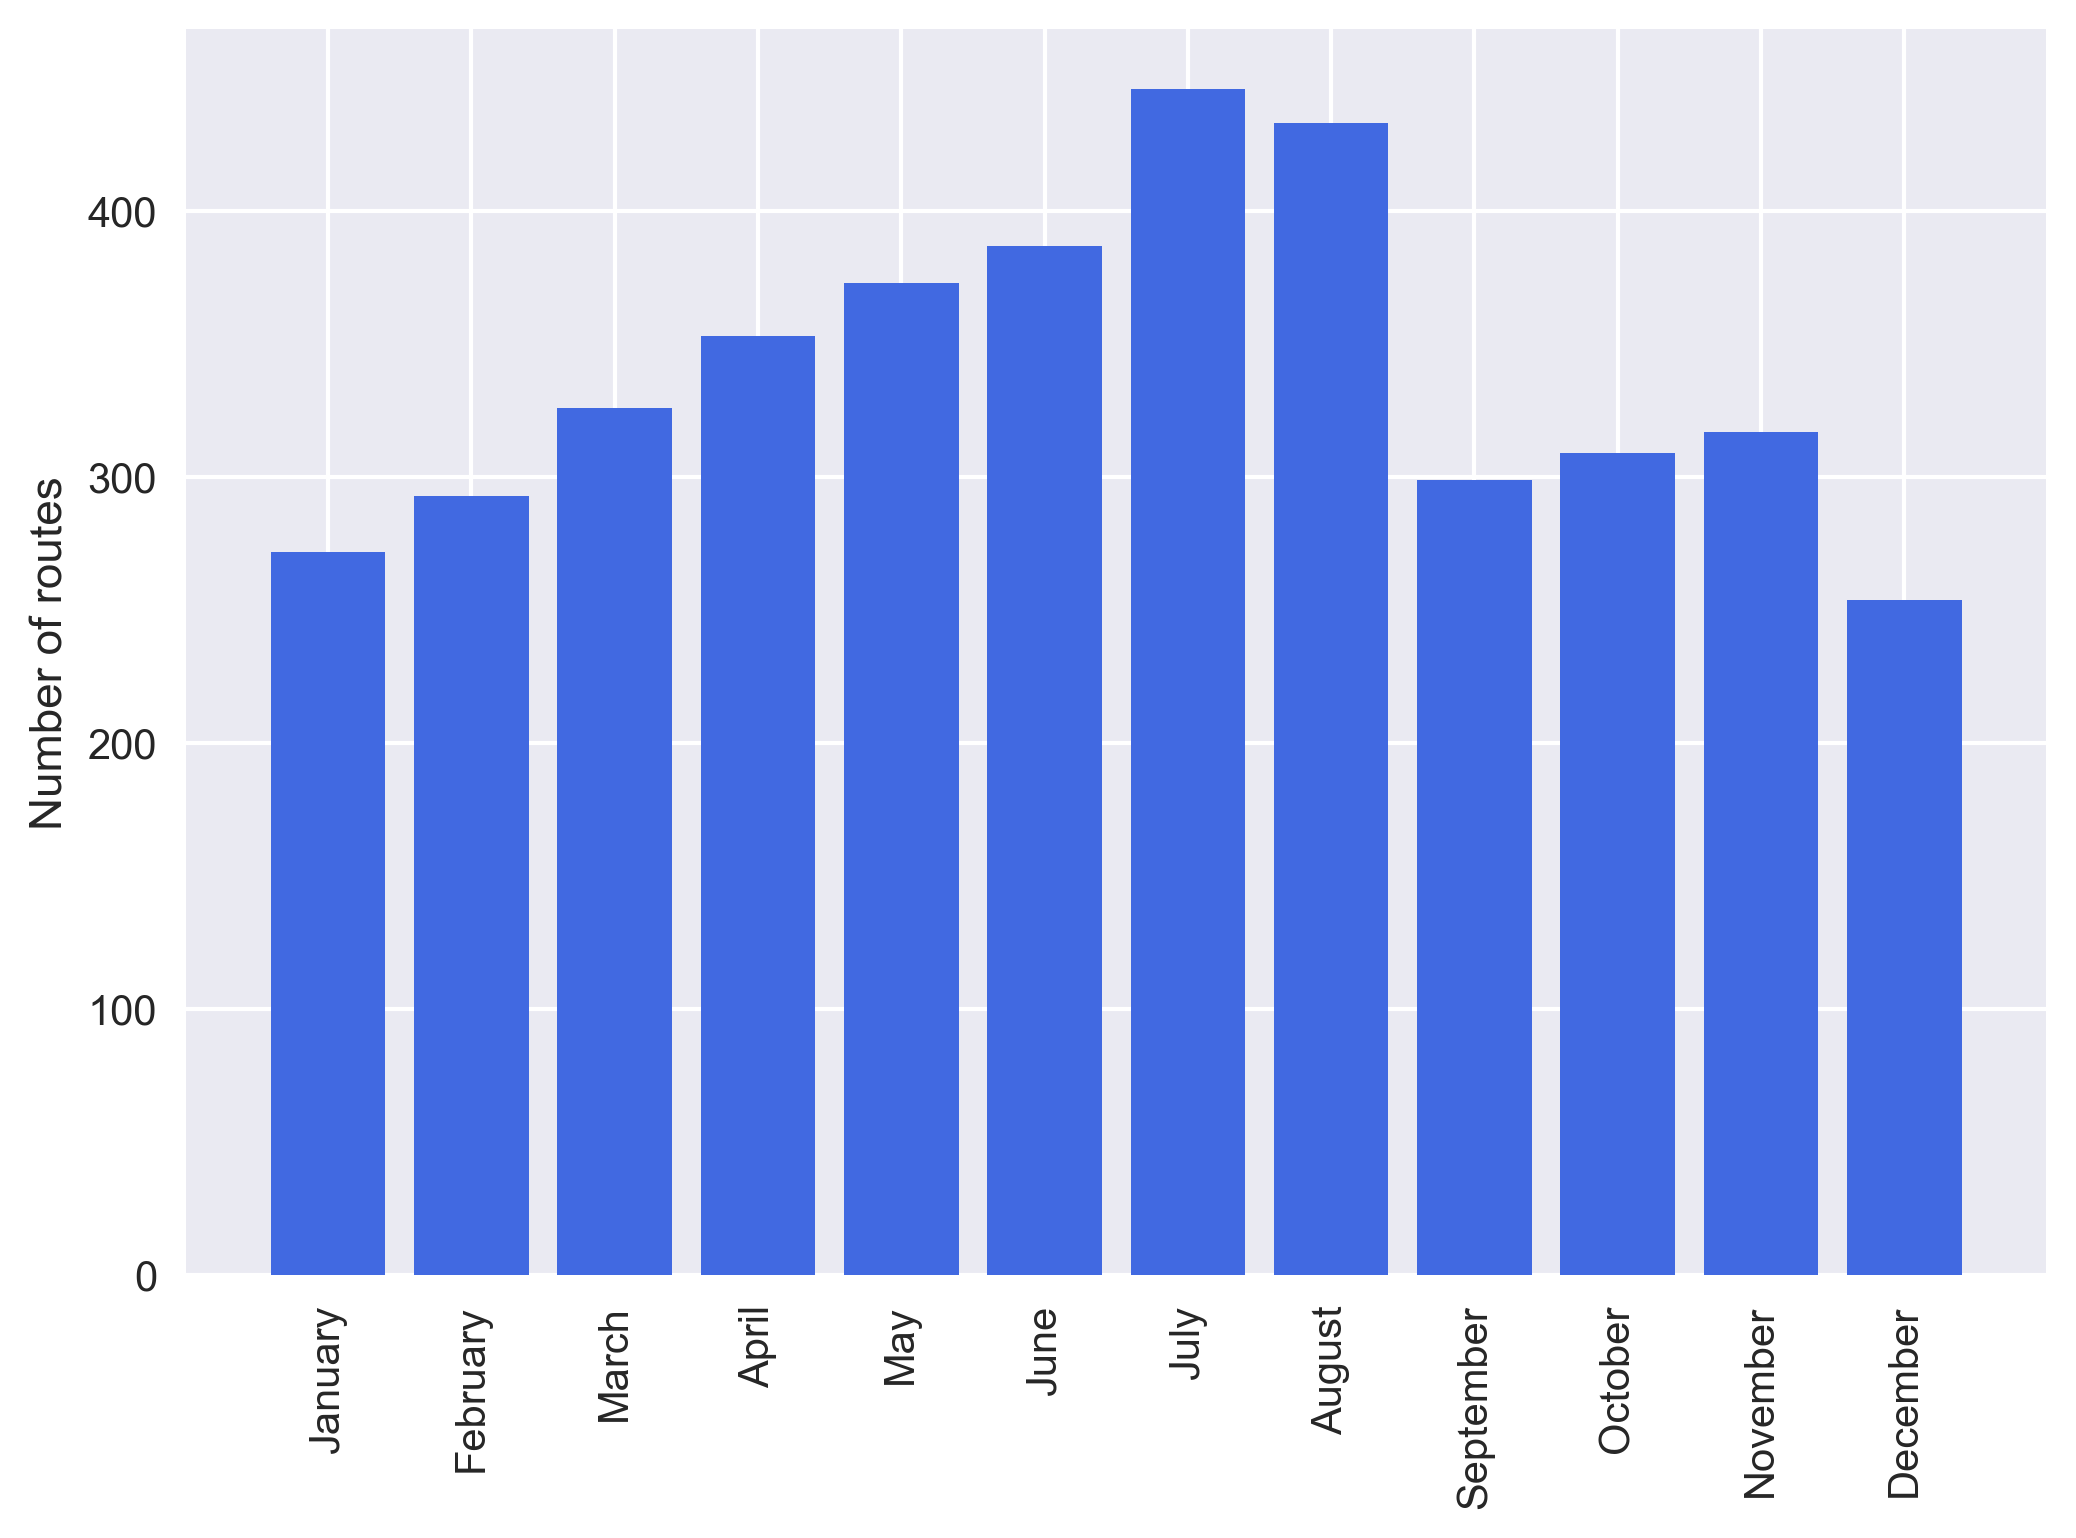 Number of routes
400
300
200
100
0
January
February
March
April
May
June
July
August
September
October
November
December